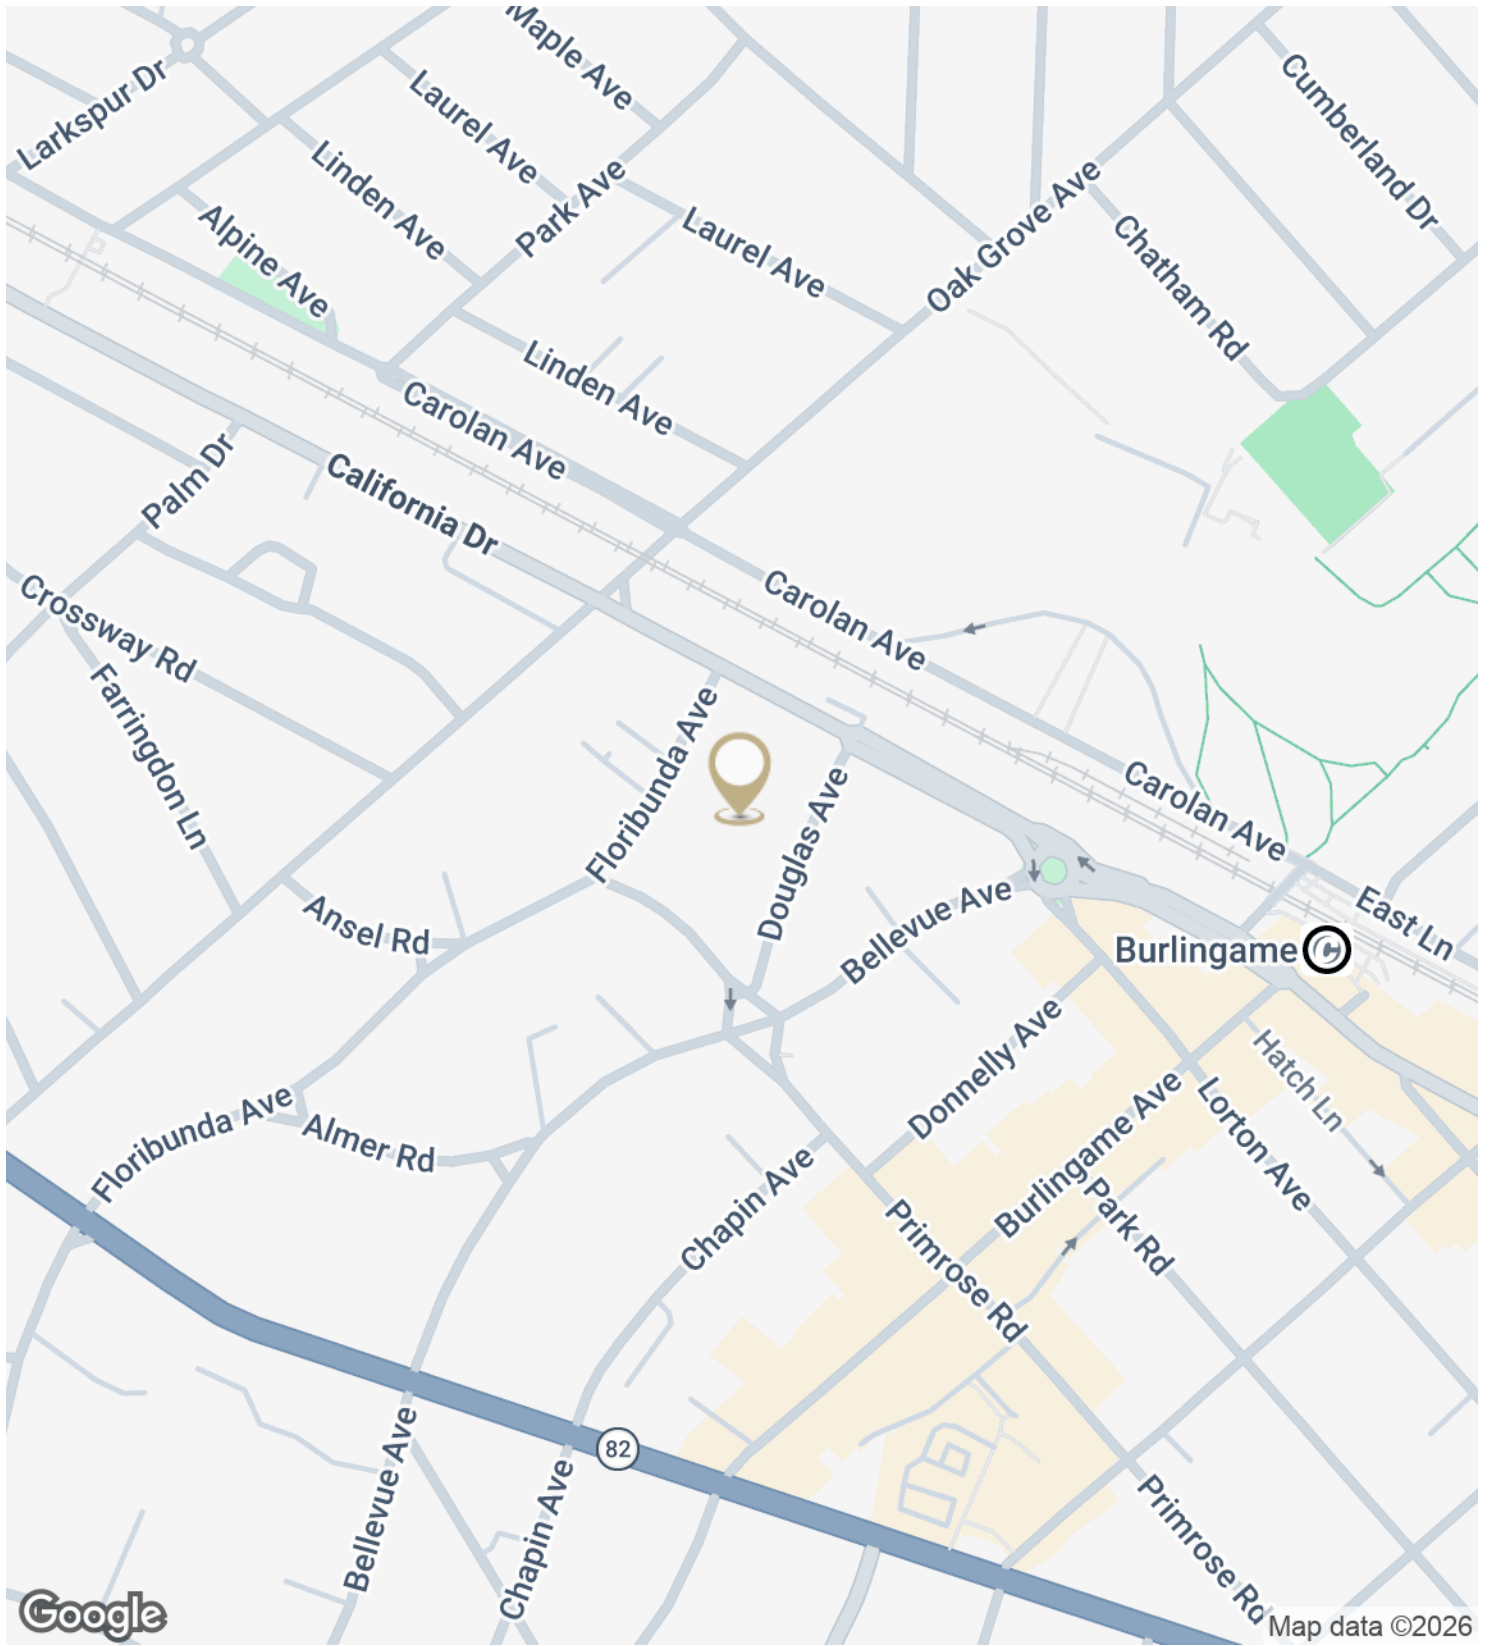 Maple Ave
Larkspur Dr
Laurel Ave
Cumberland Dr
Linden Ave
Park Ave
Alpine Ave
Laurel Ave
Oak Grove Ave
Chatham Rd
Linden Ave
Carolan Ave
Palm Dr
California Dr
Crossway Rd
Carolan Ave
Farringdon Ln
Floribunda Ave
Douglas Ave
Carolan Ave
Ansel Rd
Bellevue Ave
Burlingame
East Ln
Donnelly Ave
Hatch Ln
Floribunda Ave
Almer Rd
Burlingame Ave
Lorton Ave
Chapin Ave
Park Rd
Primrose Rd
82
Bellevue Ave
Chapin Ave
Primrose Rd
Google
Map data ©2026